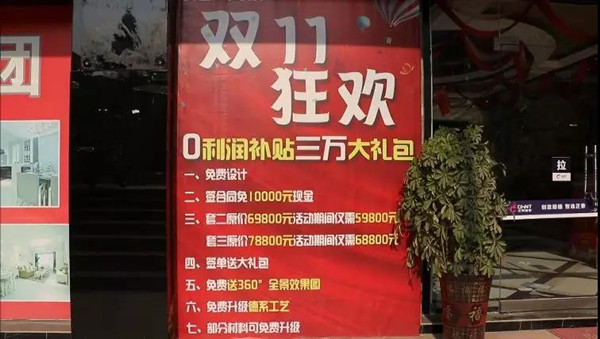 团
双11
狂欢
0利润补贴三万大礼包
一、免费设计
二、签合同免10000元现金
三、套二原价69800元活动期间仅需59800元
套三原价78800元活动期间仅需68800元
四、签单送大礼包
五、免费送360°全景效果图
六、免费升级德系工艺
七、部分材料可免费升级
拉
CHNT
福